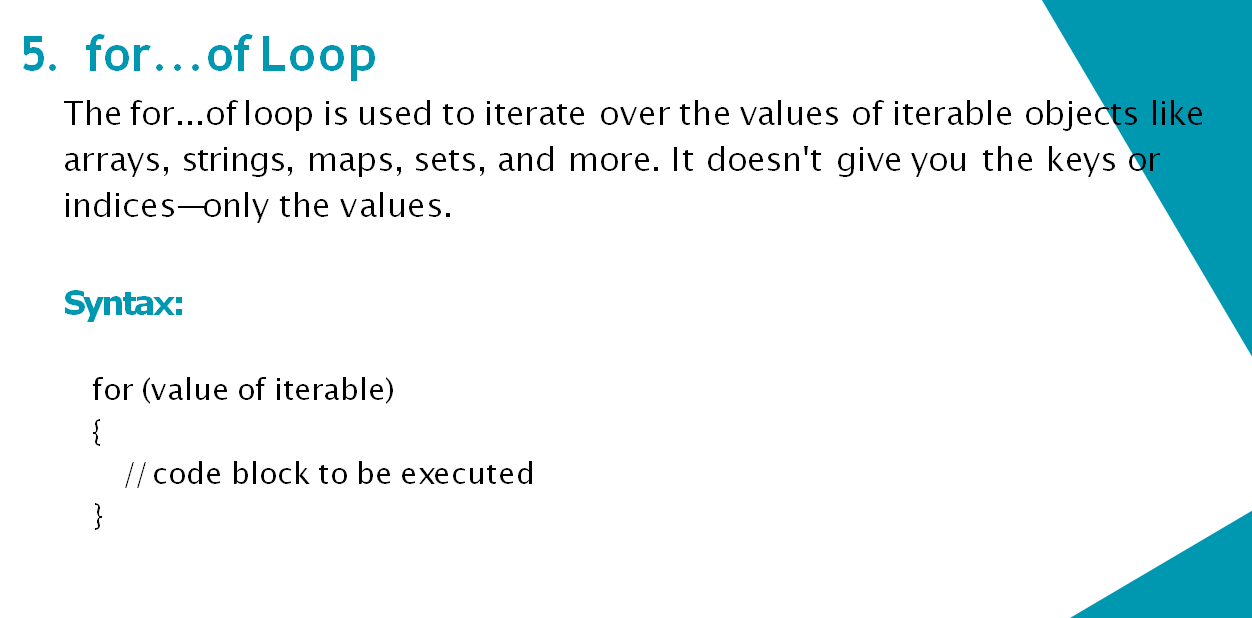 5. for...of Loop
The for...of loop is used to iterate over the values of iterable objects like
arrays, strings, maps, sets, and more. It doesn't give you the keys or
indices—only the values.
Syntax:
for (value of iterable)
{
// code block to be executed
}